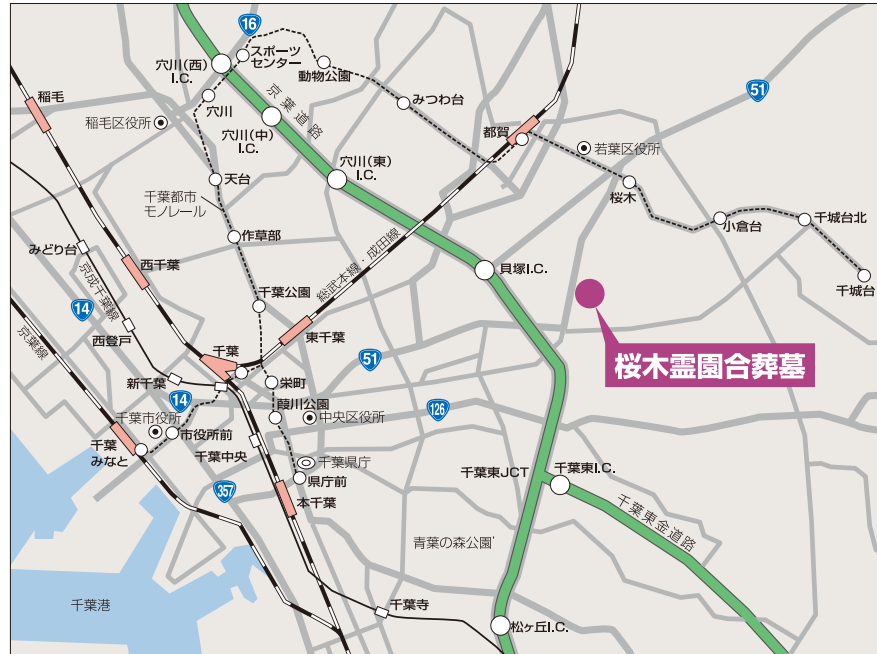 16
スポーツ
センター
穴川(西)
I.C.
動物公園
稲毛
穴川
みつわ台
51
京葉道路
稲毛区役所
穴川(中)
I.C.
都賀
若葉区役所
穴川(東)
I.C.
天台
桜木
千葉都市
モノレール
小倉台
千城台北
作草部
みどり台
西千葉
総武本線・成田線
貝塚I.C.
千城台
京成千葉線
千葉公園
14
京葉線
西登戸
千葉
東千葉
51
桜木霊園合葬墓
新千葉
栄町
14
葭川公園
126
千葉市役所
中央区役所
市役所前
千葉
みなと
千葉中央
千葉県庁
県庁前
千葉東JCT
千葉東I.C.
357
本千葉
千葉東金道路
青葉の森公園
千葉港
千葉寺
松ヶ丘I.C.